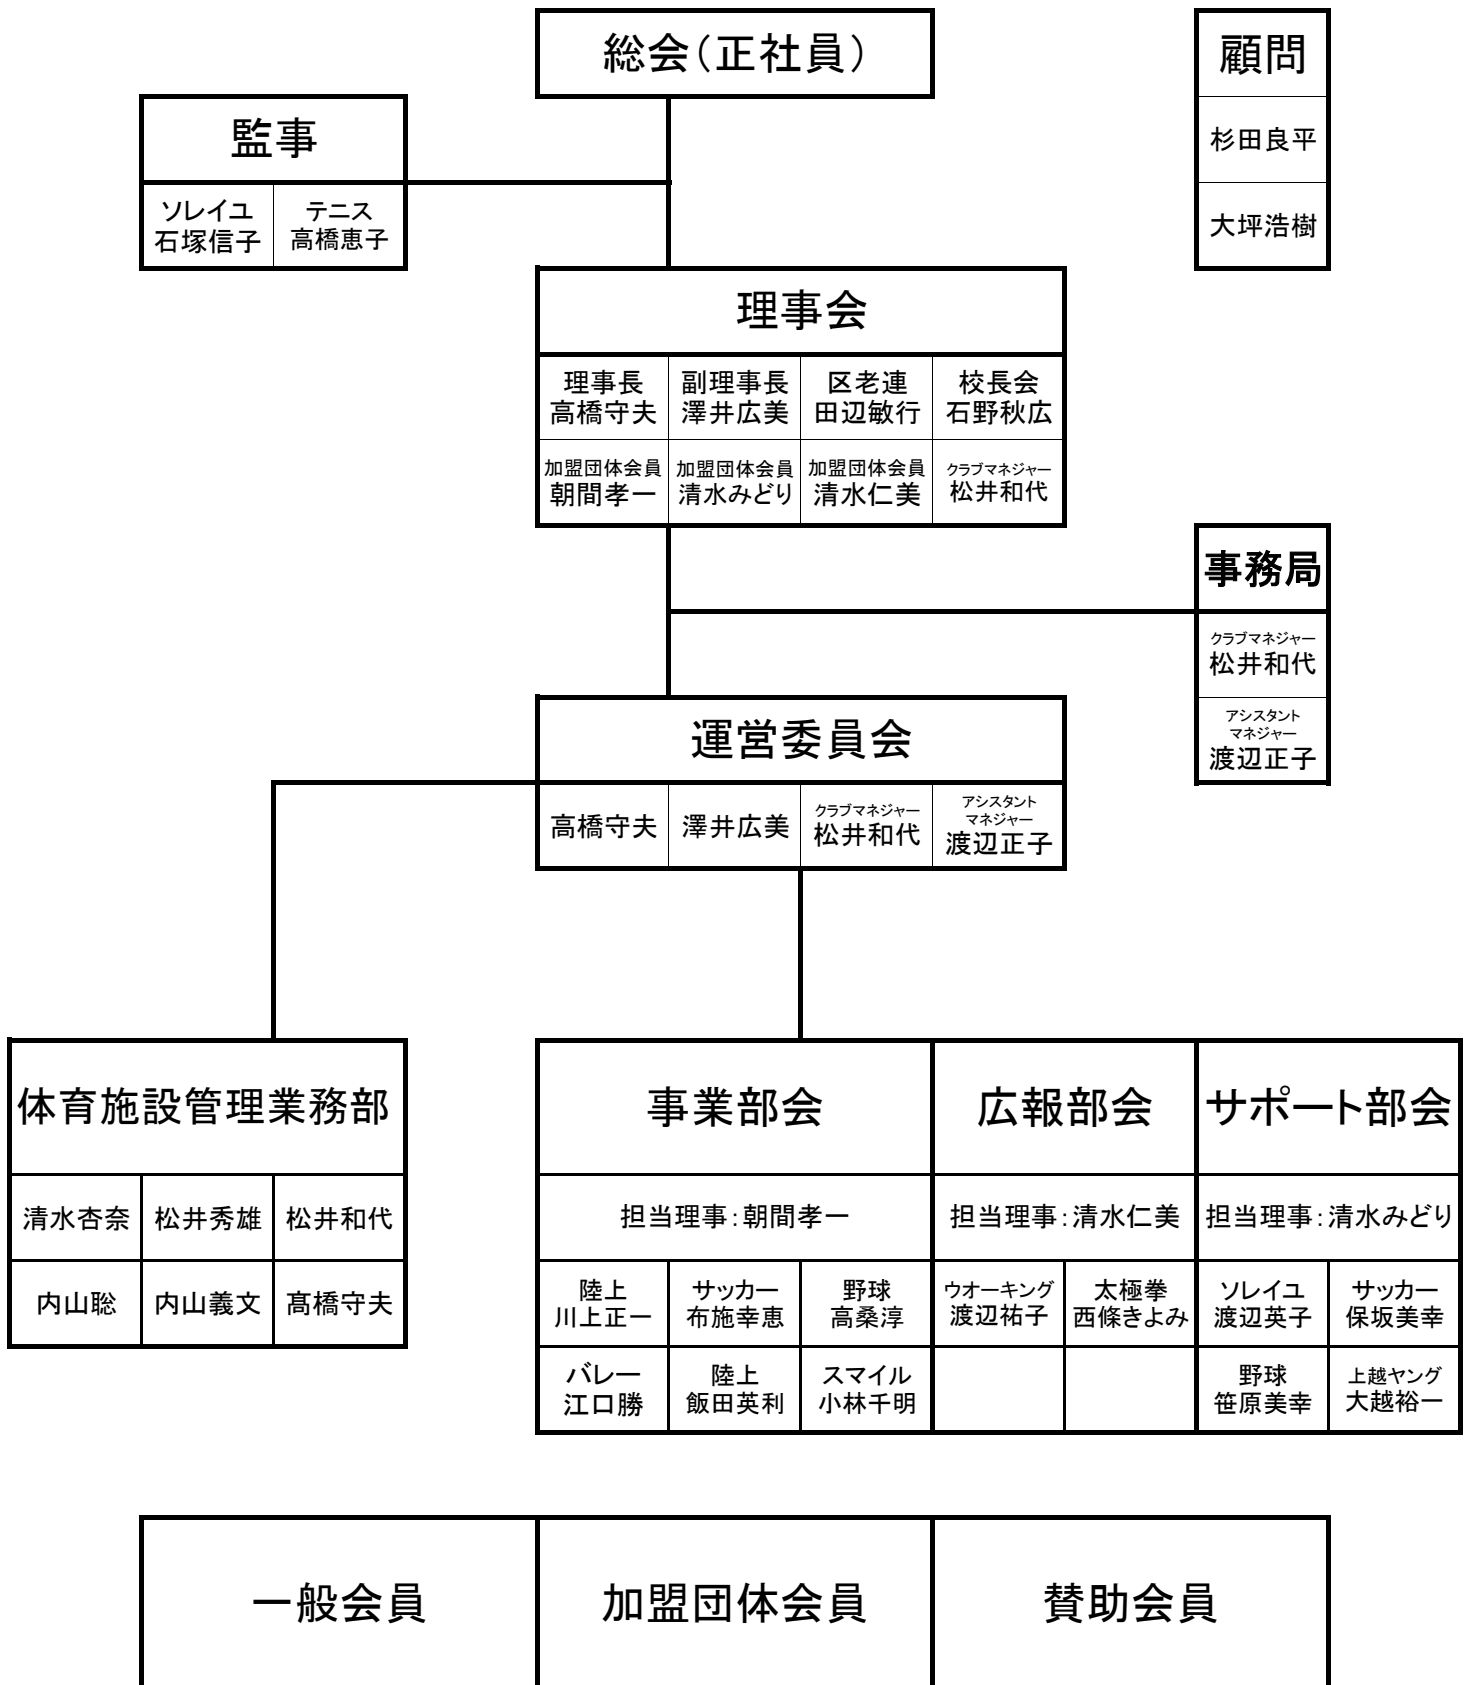 総会（正社員）
顧問
杉田良平
大坪浩樹
監事
ソレイユ
石塚信子
テニス
高橋恵子
理事会
理事長
高橋守夫
副理事長
澤井広美
区老連
田辺敏行
校長会
石野秋広
加盟団体会員
朝間孝一
加盟団体会員
清水みどり
加盟団体会員
清水仁美
クラブマネジャー
松井和代
事務局
クラブマネジャー
松井和代
アシスタント
マネジャー
渡辺正子
運営委員会
高橋守夫
澤井広美
クラブマネジャー
松井和代
アシスタント
マネジャー
渡辺正子
体育施設管理業務部
清水杏奈
松井秀雄
松井和代
内山聡
内山義文
髙橋守夫
事業部会
担当理事：朝間孝一
陸上
川上正一
サッカー
布施幸恵
野球
高桑淳
バレー
江口勝
陸上
飯田英利
スマイル
小林千明
広報部会
担当理事：清水仁美
ウオーキング
渡辺祐子
太極拳
西條きよみ
サポート部会
担当理事：清水みどり
ソレイユ
渡辺英子
サッカー
保坂美幸
野球
笹原美幸
上越ヤング
大越裕一
一般会員
加盟団体会員
賛助会員